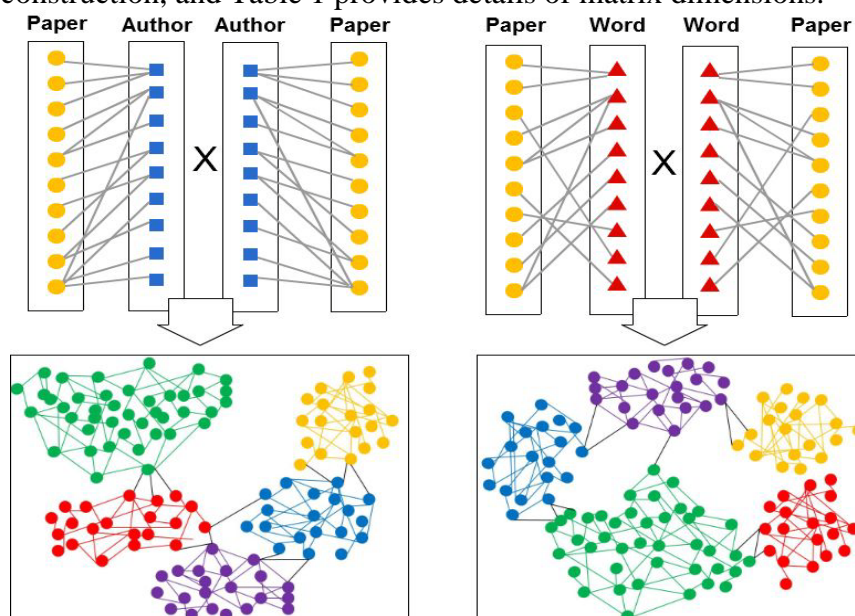 construction, and Table 1 provides details of matrix dimensions.
Paper Author Author Paper Paper Word Word Paper
X X